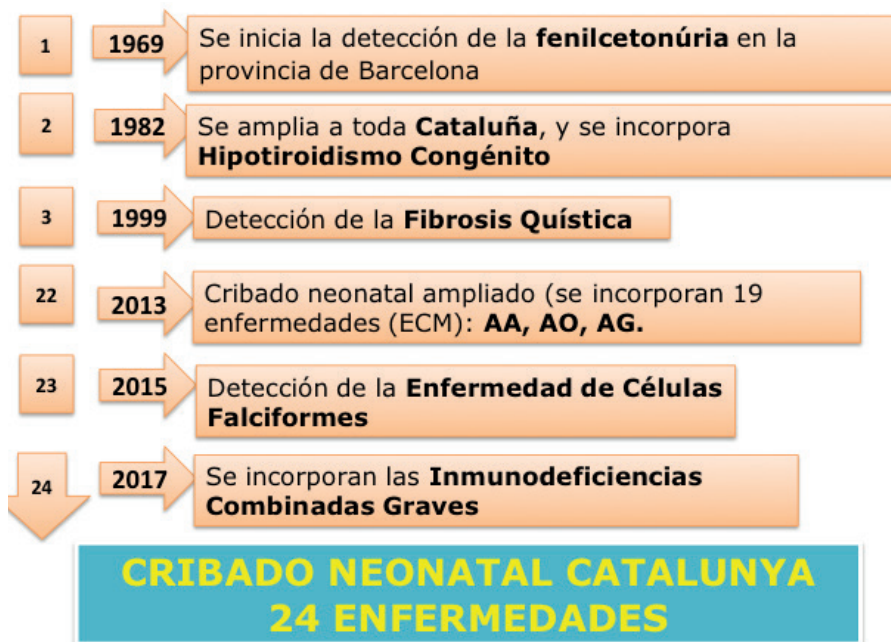 1
1969
Se inicia la detección de la fenilcetonúria en la
provincia de Barcelona
2
1982
Se amplia a toda Cataluña, y se incorpora
Hipotiroidismo Congénito
3
1999
Detección de la Fibrosis Quística
22
2013
Cribado neonatal ampliado (se incorporan 19
enfermedades (ECM): AA, AO, AG.
23
2015
Detección de la Enfermedad de Células
Falciformes
24
2017
Se incorporan las Inmunodeficiencias
Combinadas Graves
CRIBADO NEONATAL CATALUNYA
24 ENFERMEDADES